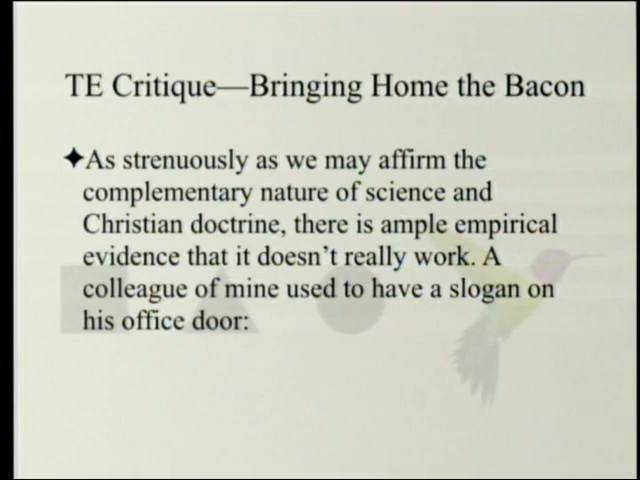 TE Critique—Bringing Home the Bacon
✦As strenuously as we may affirm the
complementary nature of science and
Christian doctrine, there is ample empirical
evidence that it doesn't really work. A
colleague of mine used to have a slogan on
his office door: